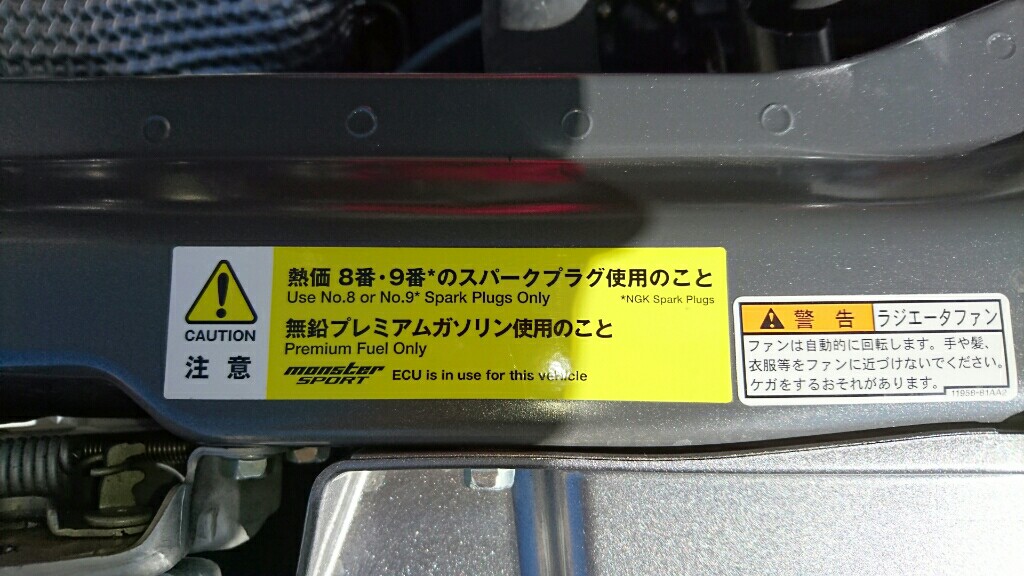 熱価 8番・9番*のスパークプラグ使用のこと
Use No.8 or No.9* Spark Plugs Only
*NGK Spark Plugs
無鉛プレミアムガソリン使用のこと
Premium Fuel Only
monster SPORT ECU is in use for this vehicle
CAUTION
注意
警告 ラジエータファン
ファンは自動的に回転します。手や髪、
衣服等をファンに近づけないでください。
ケガをするおそれがあります。